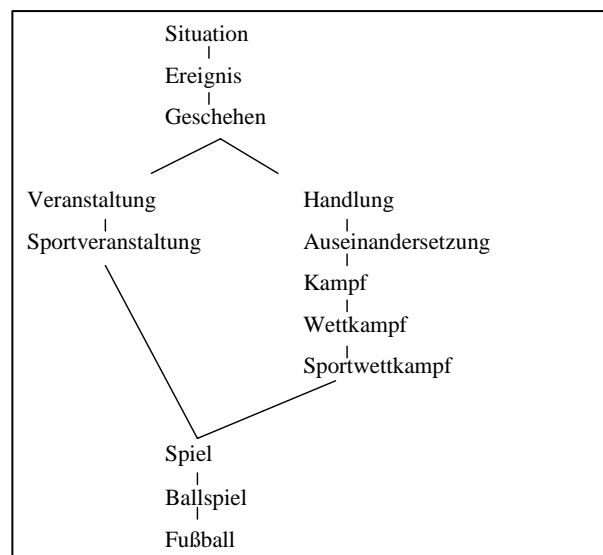 Situation
Ereignis
Geschehen
Veranstaltung Handlung
Sportveranstaltung Auseinandersetzung
Kampf
Wettkampf
Sportwettkampf
Spiel
Ballspiel
Fußball